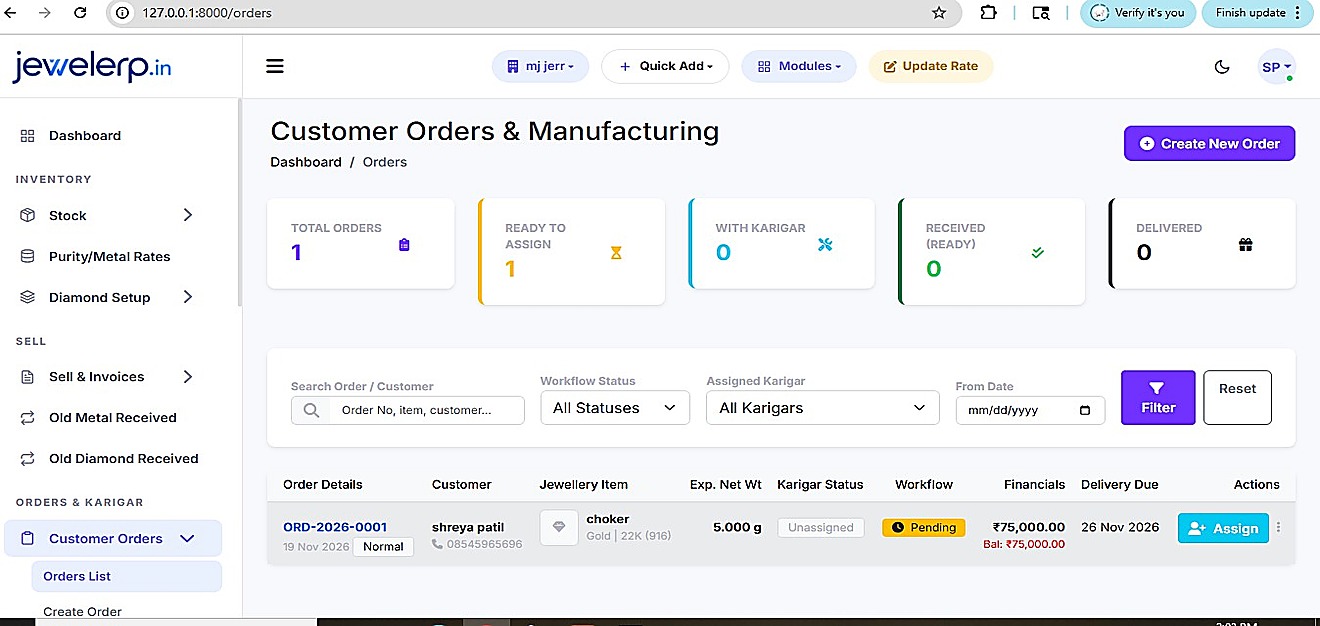 127.0.0.1:8000/orders
Verify it's you
Finish update
jewelerp.in
mj jerr
Quick Add
Modules
Update Rate
SP
Dashboard
INVENTORY
Stock
Purity/Metal Rates
Diamond Setup
SELL
Sell & Invoices
Old Metal Received
Old Diamond Received
ORDERS & KARIGAR
Customer Orders
Orders List
Create Order
Customer Orders & Manufacturing
Dashboard / Orders
Create New Order
TOTAL ORDERS
1
READY TO
ASSIGN
1
WITH KARIGAR
0
RECEIVED
(READY)
0
DELIVERED
0
Search Order / Customer
Order No, item, customer...
Workflow Status
All Statuses
Assigned Karigar
All Karigars
From Date
mm/dd/yyyy
Filter
Reset
Order Details Customer Jewellery Item Exp. Net Wt Karigar Status Workflow Financials Delivery Due Actions
ORD-2026-0001
19 Nov 2026 Normal
shreya patil
08545965696
choker
Gold | 22K (916)
5.000 g
Unassigned
Pending
₹75,000.00
Bal: ₹75,000.00
26 Nov 2026
Assign